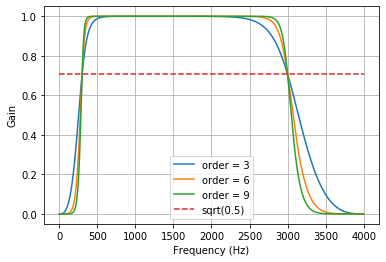 1.0
0.8
0.6
0.4
0.2
0.0
Gain
order = 3
order = 6
order = 9
sqrt(0.5)
0 500 1000 1500 2000 2500 3000 3500 4000
Frequency (Hz)